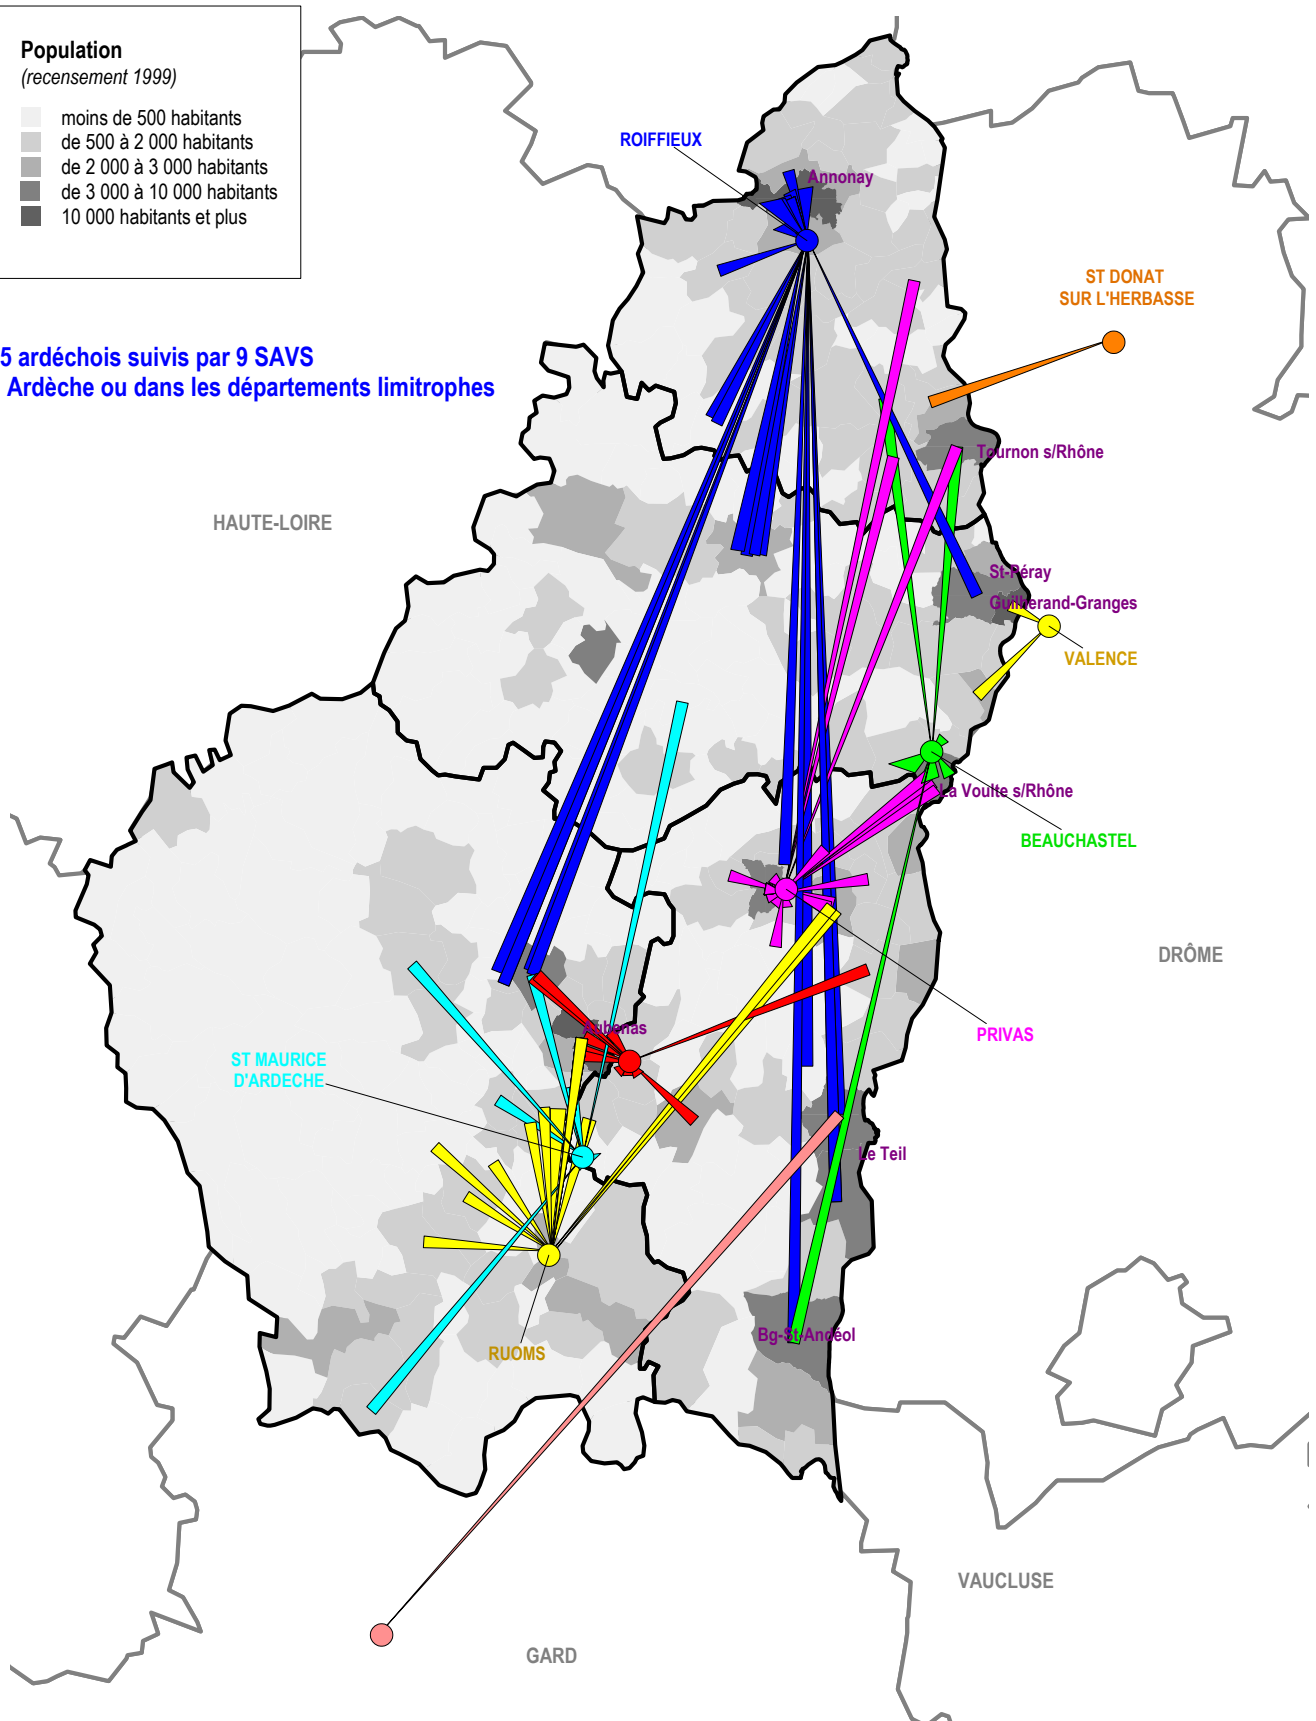 Population
(recensement 1999)
moins de 500 habitants
de 500 à 2 000 habitants
de 2 000 à 3 000 habitants
de 3 000 à 10 000 habitants
10 000 habitants et plus
5 ardéchois suivis par 9 SAVS
Ardèche ou dans les départements limitrophes
ROIFFIEUX
Annonay
ST DONAT
SUR L'HERBASSE
Tournon s/Rhône
HAUTE-LOIRE
St-Péray
Guilherand-Granges
VALENCE
La Voulte s/Rhône
BEAUCHASTEL
DRÔME
PRIVAS
Aubenas
ST MAURICE
D'ARDECHE
Le Teil
Bg-St-Andéol
RUOMS
VAUCLUSE
GARD